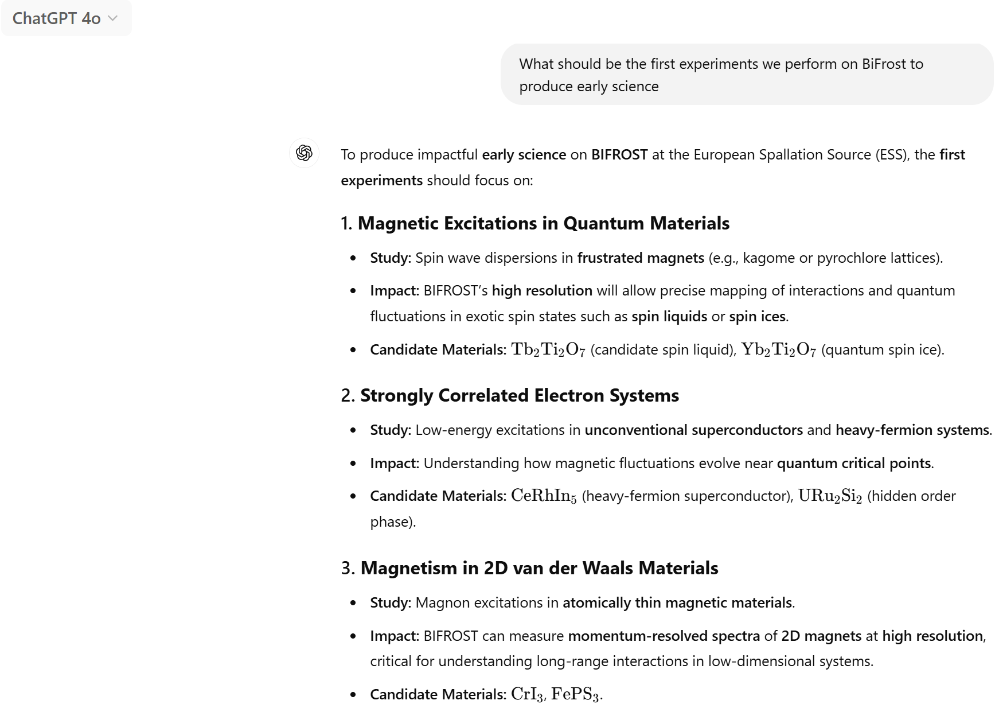 ChatGPT 4o
What should be the first experiments we perform on BiFrost to
produce early science
To produce impactful early science on BIFROST at the European Spallation Source (ESS), the first
experiments should focus on:
1. Magnetic Excitations in Quantum Materials
• Study: Spin wave dispersions in frustrated magnets (e.g., kagome or pyrochlore lattices).
• Impact: BIFROST’s high resolution will allow precise mapping of interactions and quantum
fluctuations in exotic spin states such as spin liquids or spin ices.
• Candidate Materials: Tb₂Ti₂O₇ (candidate spin liquid), Yb₂Ti₂O₇ (quantum spin ice).
2. Strongly Correlated Electron Systems
• Study: Low-energy excitations in unconventional superconductors and heavy-fermion systems.
• Impact: Understanding how magnetic fluctuations evolve near quantum critical points.
• Candidate Materials: CeRhIn₅ (heavy-fermion superconductor), URu₂Si₂ (hidden order
phase).
3. Magnetism in 2D van der Waals Materials
• Study: Magnon excitations in atomically thin magnetic materials.
• Impact: BIFROST can measure momentum-resolved spectra of 2D magnets at high resolution,
critical for understanding long-range interactions in low-dimensional systems.
• Candidate Materials: CrI₃, FePS₃.